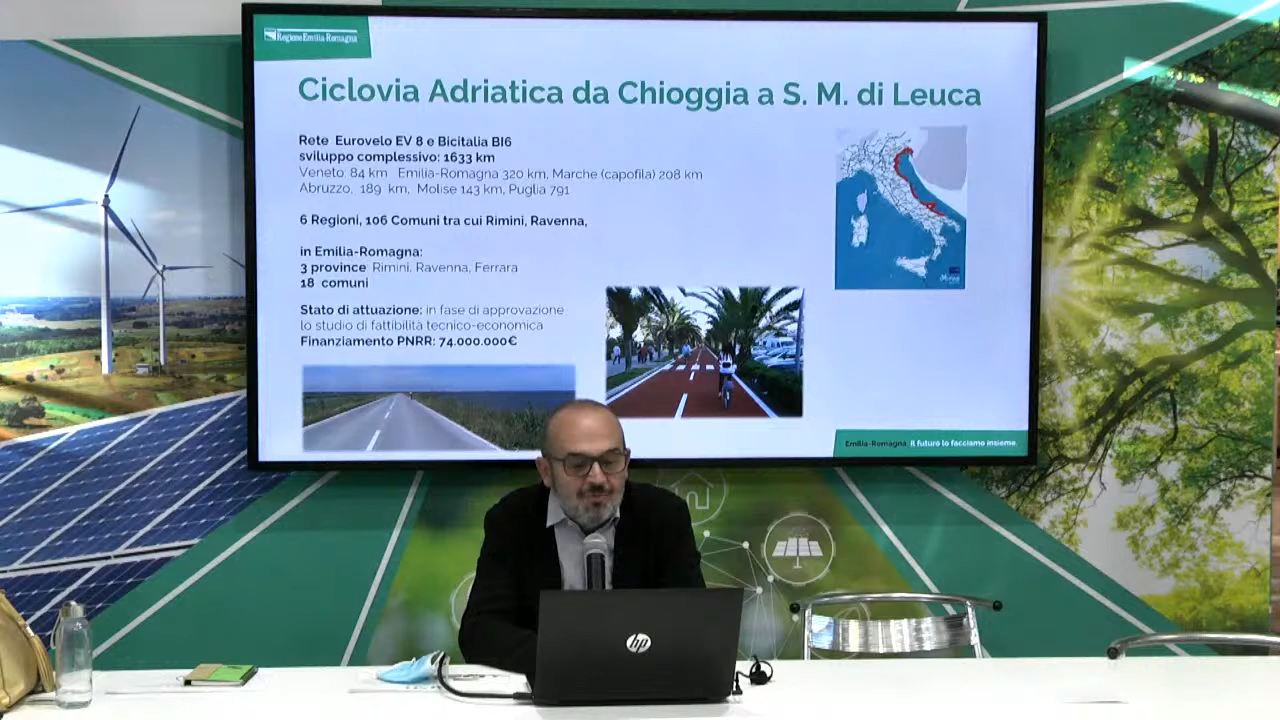 Regione Emilia Romagna
Ciclovia Adriatica da Chioggia a S. M. di Leuca
Rete Eurovelo EV 8 e Bicitalia BI6
sviluppo complessivo: 1633 km
Veneto: 84 km Emilia-Romagna 320 km, Marche (capofila) 208 km
Abruzzo, 189 km, Molise 143 km, Puglia 791
6 Regioni, 106 Comuni tra cui Rimini, Ravenna,
in Emilia-Romagna:
3 province Rimini, Ravenna, Ferrara
18 comuni
Stato di attuazione: in fase di approvazione
lo studio di fattibilità tecnico-economica
Finanziamento PNRR: 74.000.000€
Emilia-Romagna. Il futuro lo facciamo insieme.
hp